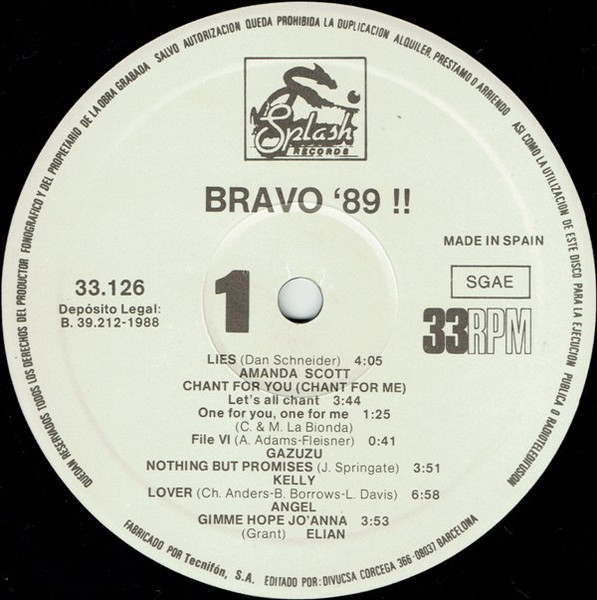 QUEDAN RESERVADOS TODOS LOS DERECHOS DEL PRODUCTOR FONOGRAFICO Y DEL PROPIETARIO DE LA OBRA GRABADA SALVO AUTORIZACION QUEDA PROHIBIDA LA DUPLICACION ALQUILER, PRESTAMO O ARRIENDO ASI COMO LA UTILIZACION DE ESTE DISCO PARA LA EJECUCION PUBLICA O RADIOTELEDIFUSION
Splash
RECORDS
BRAVO '89 !!
MADE IN SPAIN
33.126
1
SGAE
Depósito Legal:
B. 39.212-1988
33RPM
LIES (Dan Schneider) 4:05
AMANDA SCOTT
CHANT FOR YOU (CHANT FOR ME)
Let's all chant 3:44
One for you, one for me 1:25
(C. & M. La Bionda)
File VI (A. Adams-Fleisner) 0:41
GAZUZU
NOTHING BUT PROMISES (J. Springate) 3:51
KELLY
LOVER (Ch. Anders-B. Borrows-L. Davis) 6:58
ANGEL
GIMME HOPE JO'ANNA 3:53
(Grant) ELIAN
FABRICADO POR Tecnifón, S.A. EDITADO POR: DIVUCSA CORCEGA 366 - 08037 BARCELONA